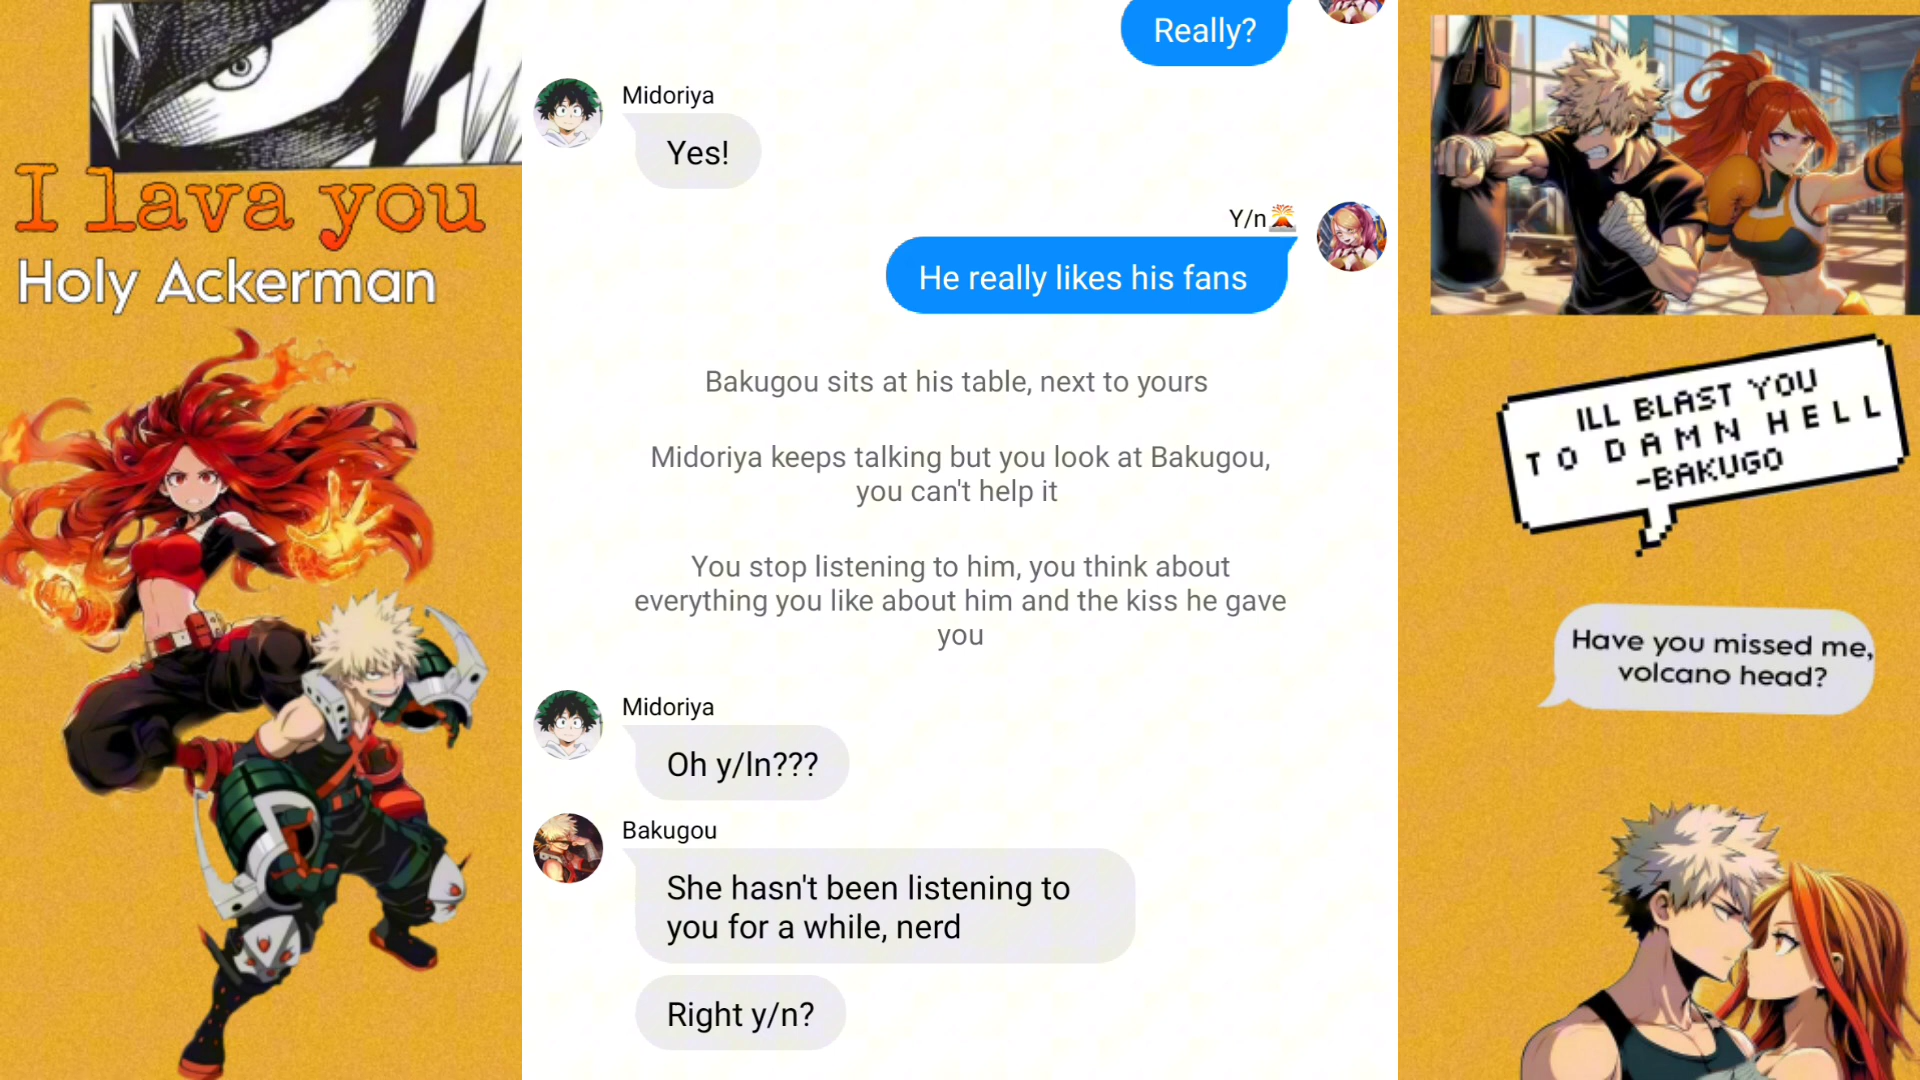 I lava you
Holy Ackerman
Really?
Midoriya
Yes!
Y/n🌋
He really likes his fans
Bakugou sits at his table, next to yours
Midoriya keeps talking but you look at Bakugou,
you can't help it
You stop listening to him, you think about
everything you like about him and the kiss he gave
you
Midoriya
Oh y/ln???
Bakugou
She hasn't been listening to
you for a while, nerd
Right y/n?
ILL BLAST YOU
TO DAMN HELL
-BAKUGO
Have you missed me,
volcano head?